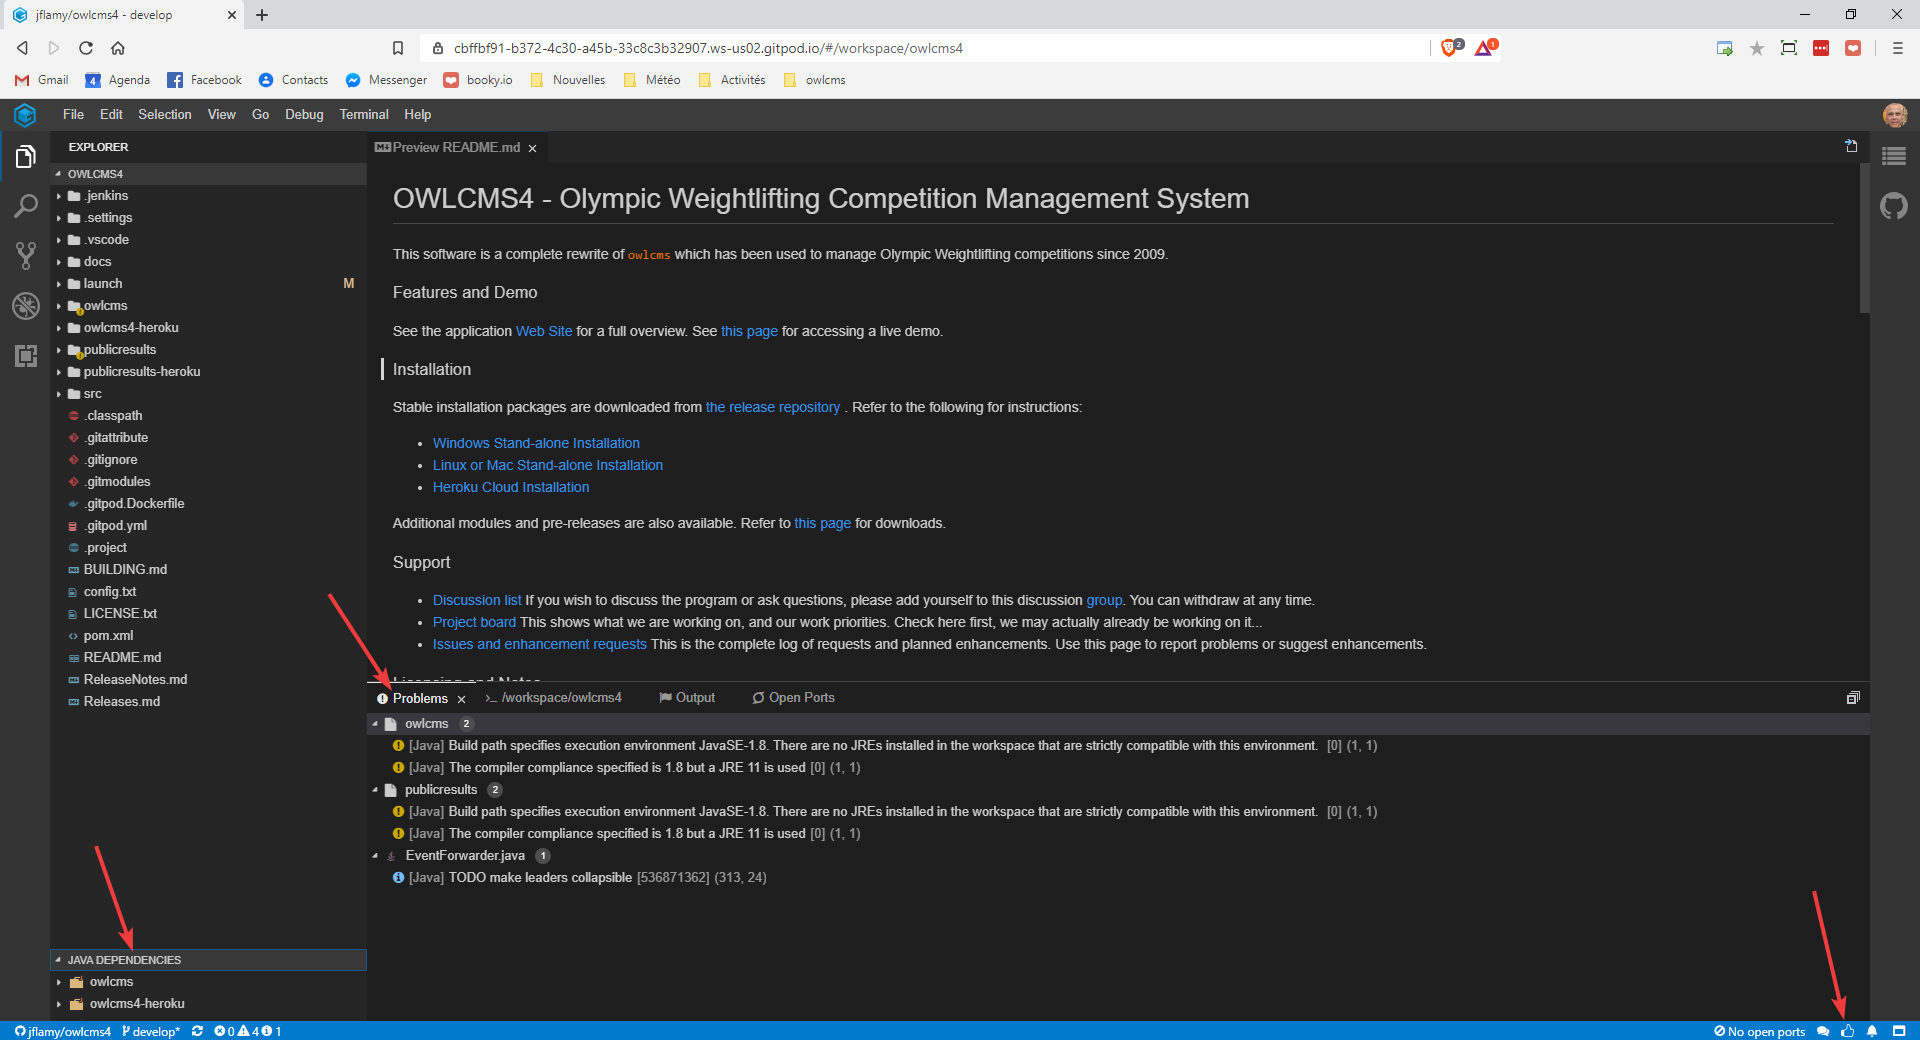 jflamy/owlcms4 - develop
cbffbf91-b372-4c30-a45b-33c8c3b32907.ws-us02.gitpod.io/#/workspace/owlcms4
2
1
Gmail
4
Agenda
Facebook
Contacts
Messenger
booky.io
Nouvelles
Météo
Activités
owlcms
File Edit Selection View Go Debug Terminal Help
EXPLORER
OWLCMS4
.jenkins
.settings
.vscode
docs
launch M
owlcms
owlcms4-heroku
publicresults
publicresults-heroku
src
.classpath
.gitattribute
.gitignore
.gitmodules
.gitpod.Dockerfile
.gitpod.yml
.project
BUILDING.md
config.txt
LICENSE.txt
pom.xml
README.md
ReleaseNotes.md
Releases.md
JAVA DEPENDENCIES
owlcms
owlcms4-heroku
Preview README.md
OWLCMS4 - Olympic Weightlifting Competition Management System
This software is a complete rewrite of owlcms which has been used to manage Olympic Weightlifting competitions since 2009.
Features and Demo
See the application Web Site for a full overview. See this page for accessing a live demo.
Installation
Stable installation packages are downloaded from the release repository . Refer to the following for instructions:
• Windows Stand-alone Installation
• Linux or Mac Stand-alone Installation
• Heroku Cloud Installation
Additional modules and pre-releases are also available. Refer to this page for downloads.
Support
• Discussion list If you wish to discuss the program or ask questions, please add yourself to this discussion group. You can withdraw at any time.
• Project board This shows what we are working on, and our work priorities. Check here first, we may actually already be working on it...
• Issues and enhancement requests This is the complete log of requests and planned enhancements. Use this page to report problems or suggest enhancements.
Licensing and Notes
Problems >_ /workspace/owlcms4 Output Open Ports
owlcms 2
[Java] Build path specifies execution environment JavaSE-1.8. There are no JREs installed in the workspace that are strictly compatible with this environment. [0] (1, 1)
[Java] The compiler compliance specified is 1.8 but a JRE 11 is used [0] (1, 1)
publicresults 2
[Java] Build path specifies execution environment JavaSE-1.8. There are no JREs installed in the workspace that are strictly compatible with this environment. [0] (1, 1)
[Java] The compiler compliance specified is 1.8 but a JRE 11 is used [0] (1, 1)
EventForwarder.java 1
[Java] TODO make leaders collapsible [536871362] (313, 24)
jflamy/owlcms4 develop* 0 4 1 No open ports